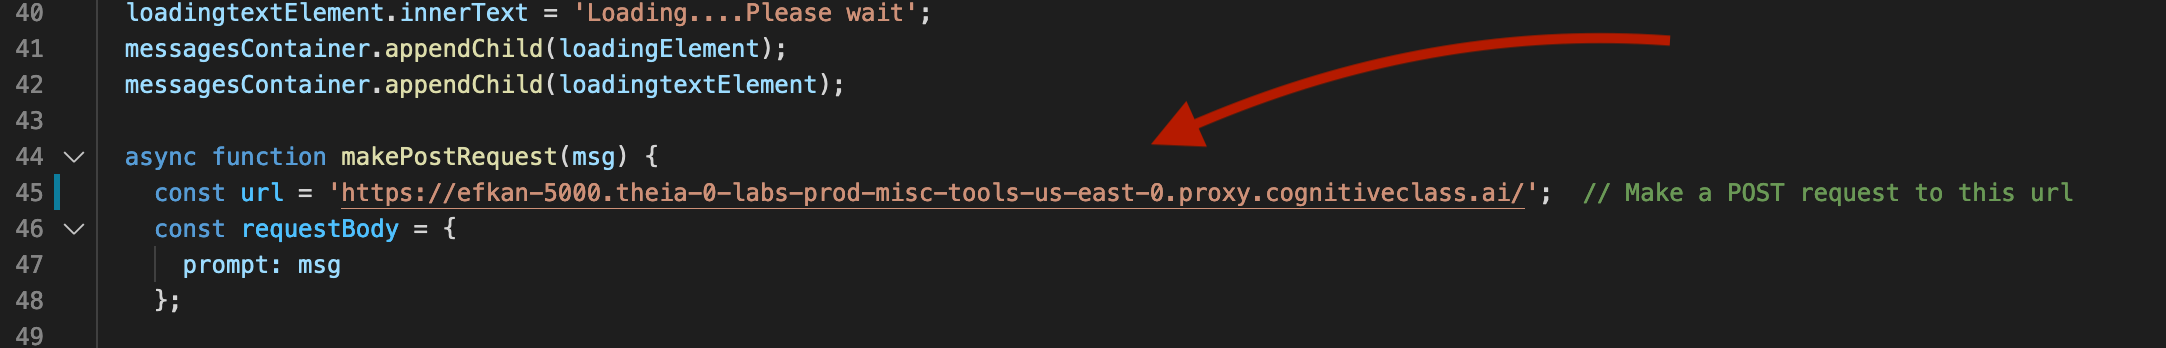 40 loadingtextElement.innerText = 'Loading....Please wait';
41 messagesContainer.appendChild(loadingElement);
42 messagesContainer.appendChild(loadingtextElement);
43
44 async function makePostRequest(msg) {
45 const url = 'https://efkan-5000.theia-0-labs-prod-misc-tools-us-east-0.proxy.cognitiveclass.ai/'; // Make a POST request to this url
46 const requestBody = {
47 prompt: msg
48 };
49